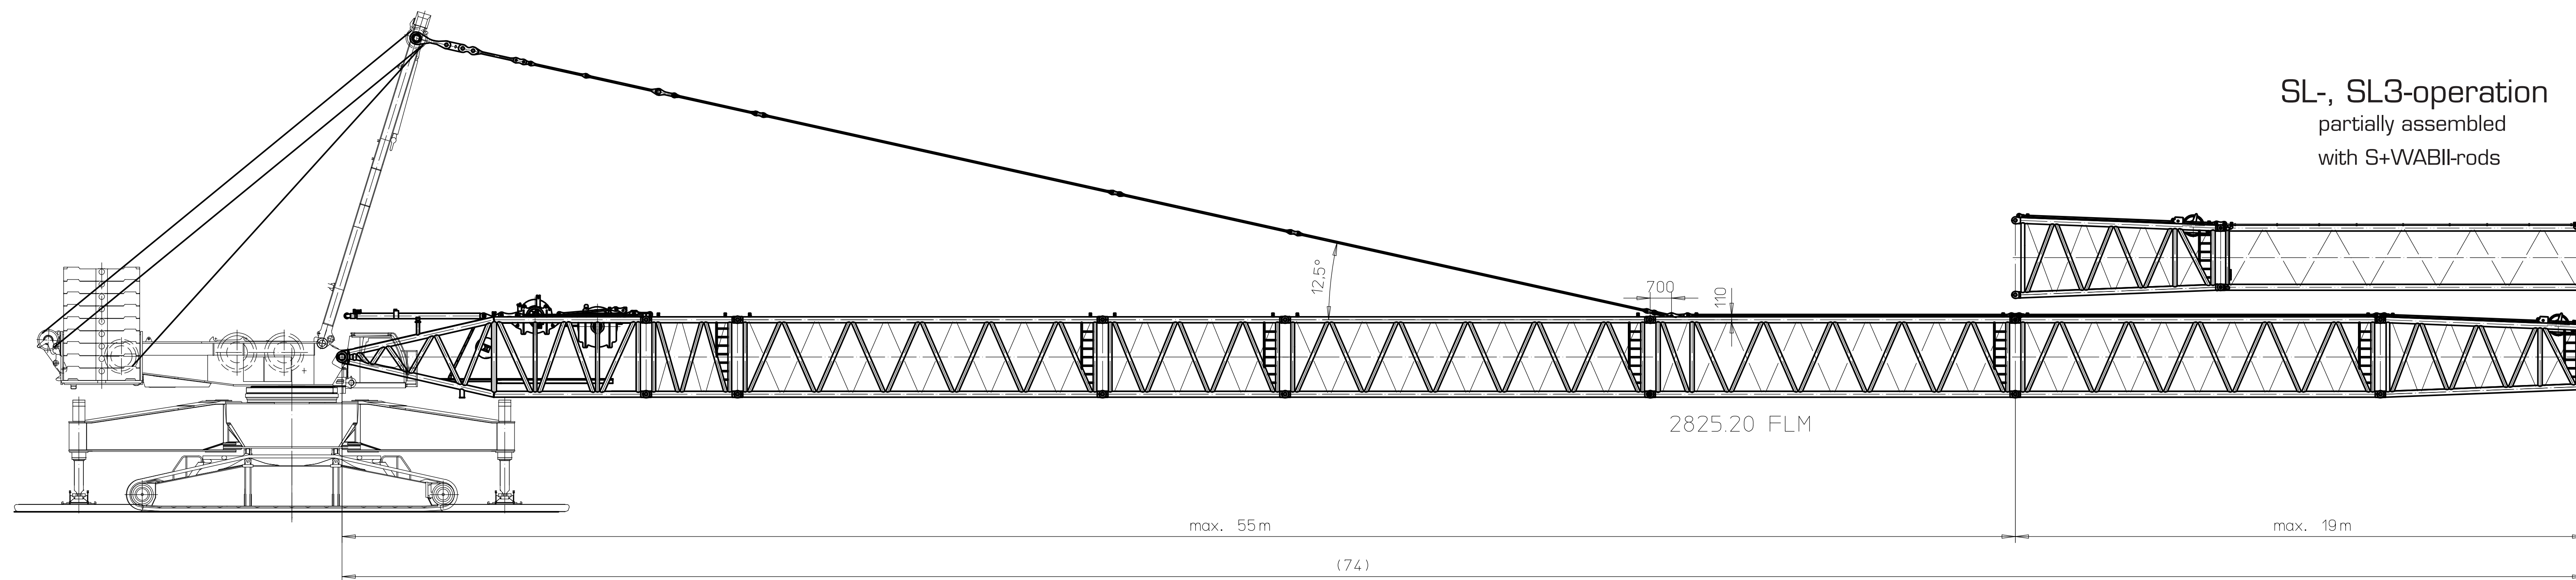 SL-, SL3-operation
partially assembled
with S+WABII-rods
12,5°
700
110
2825.20 FLM
max. 55m
max. 19m
(74)